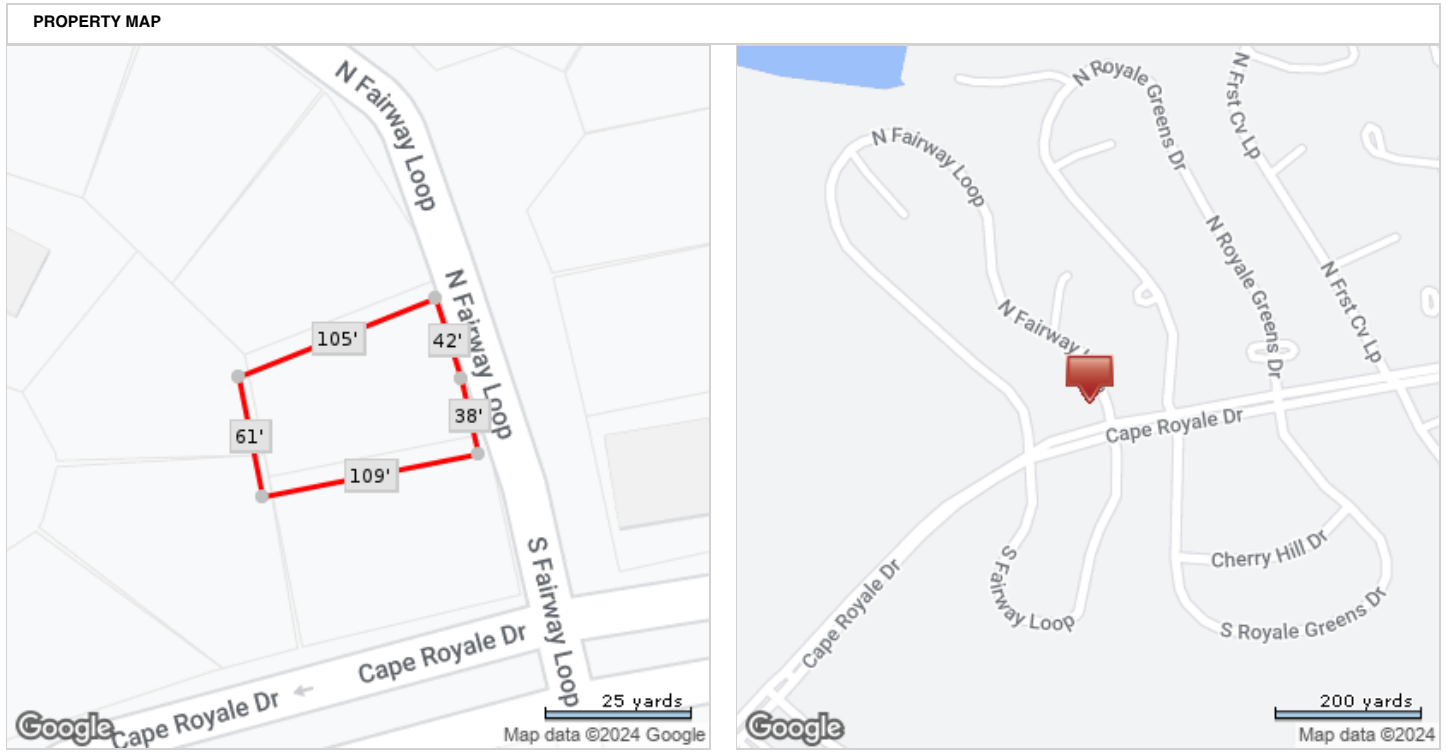 PROPERTY MAP
N Fairway Loop
N Fairway Loop
105'
42'
38'
61'
109'
S Fairway Loop
Cape Royale Dr
Cape Royale Dr
25 yards
Google
Map data ©2024 Google
N Royale Greens Dr
N Frst Cv Lp
N Fairway Loop
N Royale Greens Dr
N Frst Cv Lp
N Fairway
Cape Royale Dr
Cherry Hill Dr
S Fairway Loop
Cape Royale Dr
S Royale Greens Dr
200 yards
Google
Map data ©2024